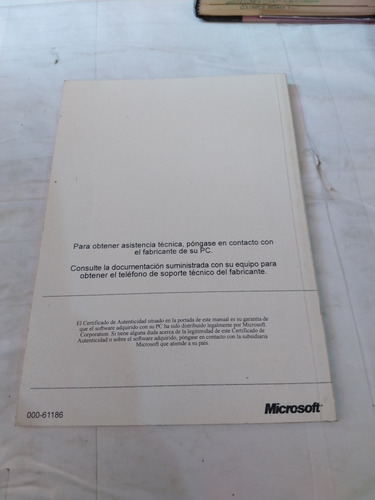 Para obtener asistencia técnica, póngase en contacto con
el fabricante de su PC.
Consulte la documentación suministrada con su equipo para
obtener el teléfono de soporte técnico del fabricante.
El Certificado de Autenticidad situado en la portada de este manual es su garantía de
que el software adquirido con su PC ha sido distribuido legalmente por Microsoft
Corporation. Si tiene alguna duda acerca de la legitimidad de este Certificado de
Autenticidad o sobre el software adquirido, póngase en contacto con la subsidiaria
Microsoft que atiende a su país.
000-61186
Microsoft